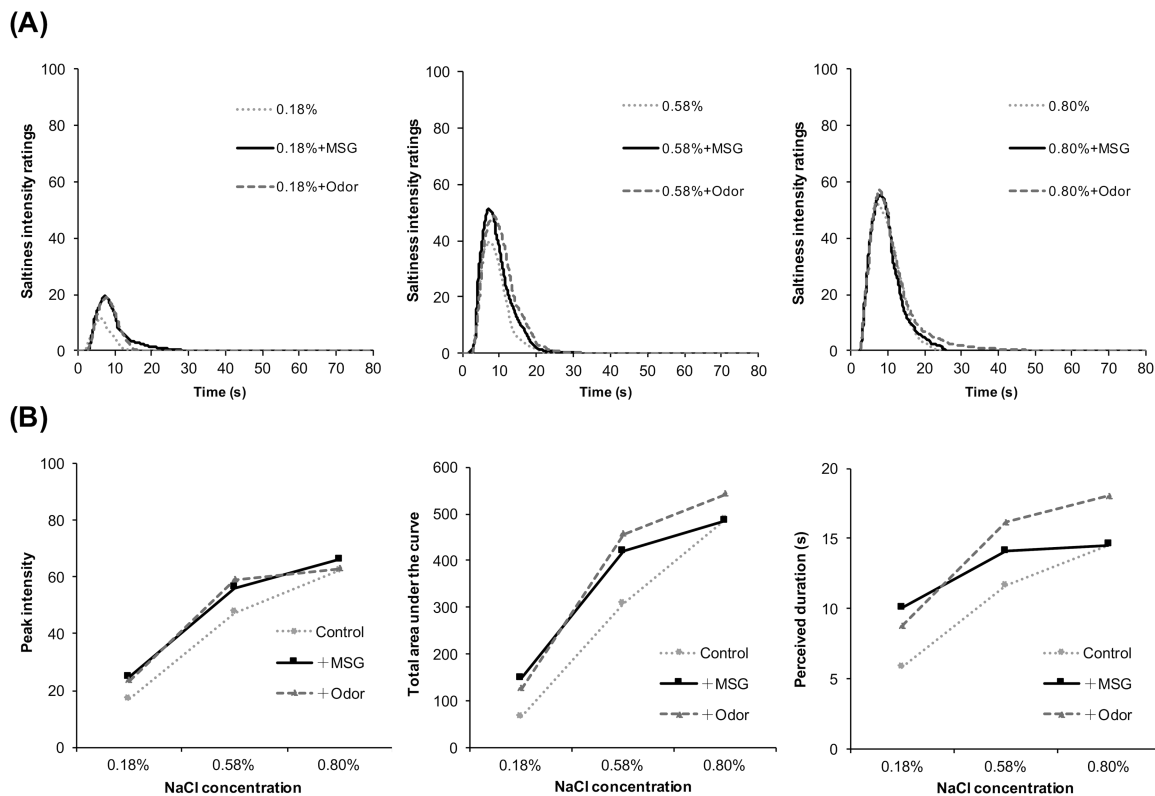 (A)
Saltiness intensity ratings
100
80
60
40
20
0
0.18%
0.18%+MSG
0.18%+Odor
0 10 20 30 40 50 60 70 80
Time (s)
Saltiness intensity ratings
100
80
60
40
20
0
0.58%
0.58%+MSG
0.58%+Odor
0 10 20 30 40 50 60 70 80
Time (s)
Saltiness intensity ratings
100
80
60
40
20
0
0.80%
0.80%+MSG
0.80%+Odor
0 10 20 30 40 50 60 70 80
Time (s)
(B)
Peak intensity
100
80
60
40
20
0
Control
+MSG
+Odor
0.18% 0.58% 0.80%
NaCl concentration
Total area under the curve
600
500
400
300
200
100
0
Control
+MSG
+Odor
0.18% 0.58% 0.80%
NaCl concentration
Perceived duration (s)
20
15
10
5
0
Control
+MSG
+Odor
0.18% 0.58% 0.80%
NaCl concentration